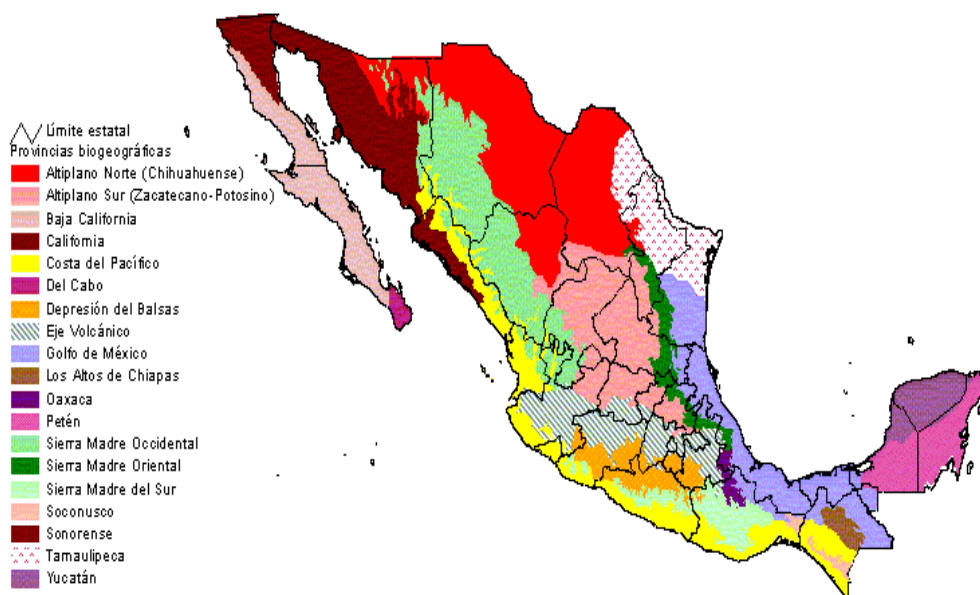 Límite estatal
Provincias biogeográficas
Altiplano Norte (Chihuahuense)
Altiplano Sur (Zacatecano-Potosino)
Baja California
California
Costa del Pacífico
Del Cabo
Depresión del Balsas
Eje Volcánico
Golfo de México
Los Altos de Chiapas
Oaxaca
Petén
Sierra Madre Occidental
Sierra Madre Oriental
Sierra Madre del Sur
Soconusco
Sonorense
Tamaulipeca
Yucatán